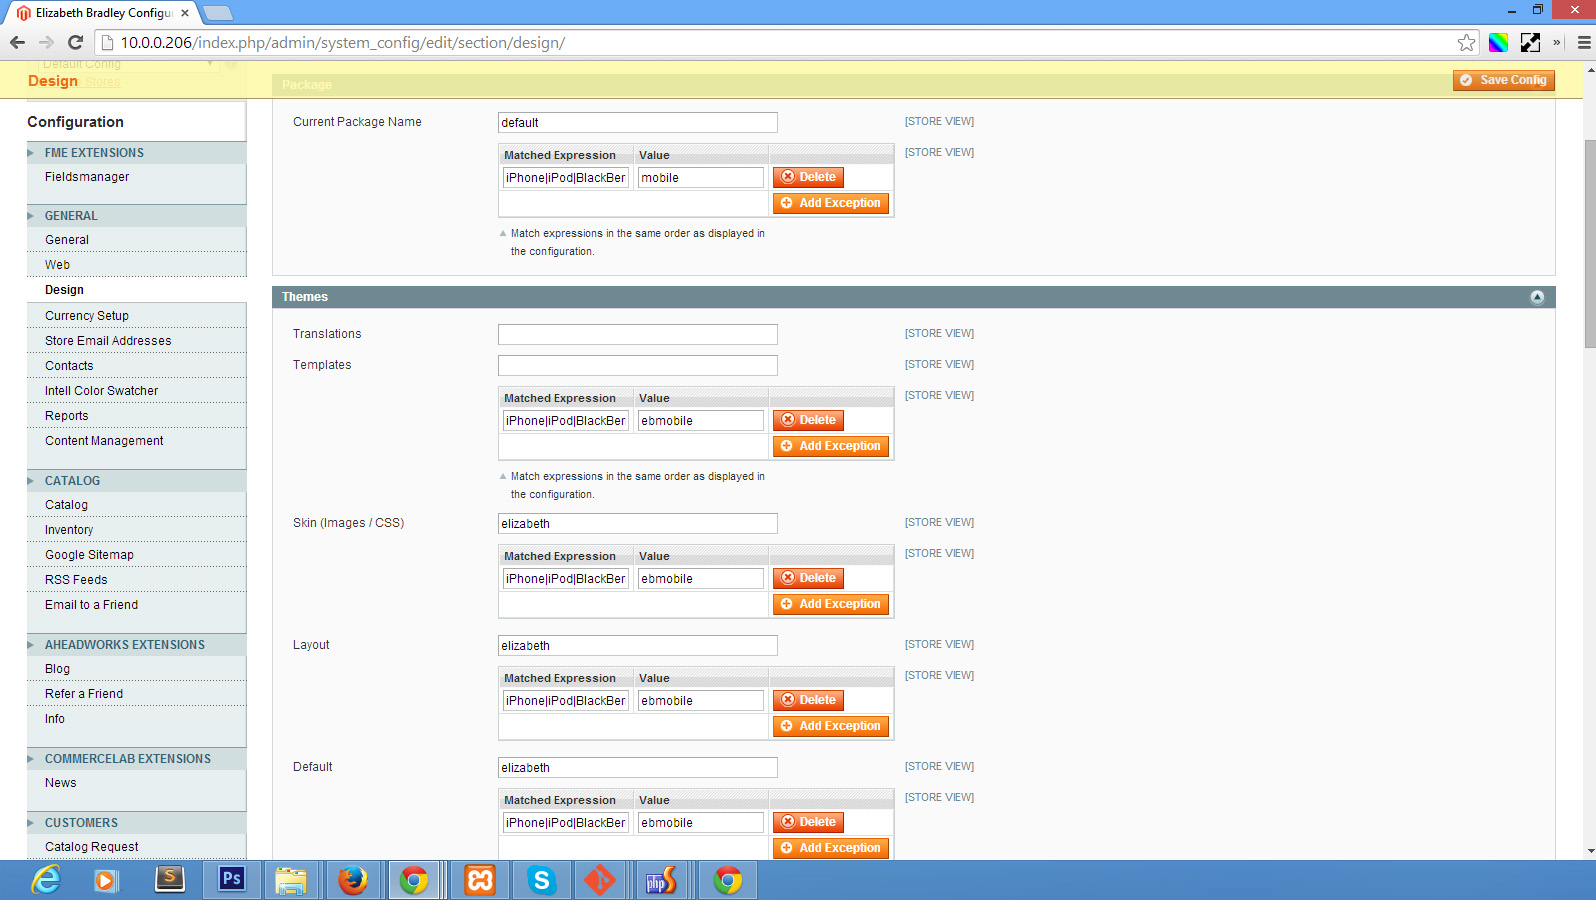 Elizabeth Bradley Configu
10.0.0.206/index.php/admin/system_config/edit/section/design/
Default Config
Design
Stores
Package
Save Config
Configuration
FME EXTENSIONS
Fieldsmanager
GENERAL
General
Web
Design
Currency Setup
Store Email Addresses
Contacts
Intell Color Swatcher
Reports
Content Management
CATALOG
Catalog
Inventory
Google Sitemap
RSS Feeds
Email to a Friend
AHEADWORKS EXTENSIONS
Blog
Refer a Friend
Info
COMMERCELAB EXTENSIONS
News
CUSTOMERS
Catalog Request
Current Package Name default [STORE VIEW]
Matched Expression Value [STORE VIEW]
iPhone|iPod|BlackBer mobile Delete
Add Exception
Match expressions in the same order as displayed in
the configuration.
Themes
Translations [STORE VIEW]
Templates [STORE VIEW]
Matched Expression Value [STORE VIEW]
iPhone|iPod|BlackBer ebmobile Delete
Add Exception
Match expressions in the same order as displayed in
the configuration.
Skin (Images / CSS) elizabeth [STORE VIEW]
Matched Expression Value [STORE VIEW]
iPhone|iPod|BlackBer ebmobile Delete
Add Exception
Layout elizabeth [STORE VIEW]
Matched Expression Value [STORE VIEW]
iPhone|iPod|BlackBer ebmobile Delete
Add Exception
Default elizabeth [STORE VIEW]
Matched Expression Value [STORE VIEW]
iPhone|iPod|BlackBer ebmobile Delete
Add Exception
S
Ps
S
php